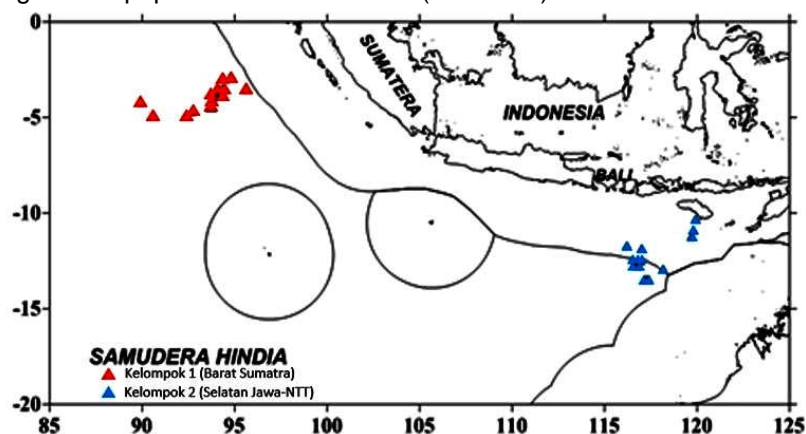 0
SUMATERA
INDONESIA
-5
BALI
-10
-15
SAMUDERA HINDIA
Kelompok 1 (Barat Sumatra)
Kelompok 2 (Selatan Jawa-NTT)
-20
85 90 95 100 105 110 115 120 125